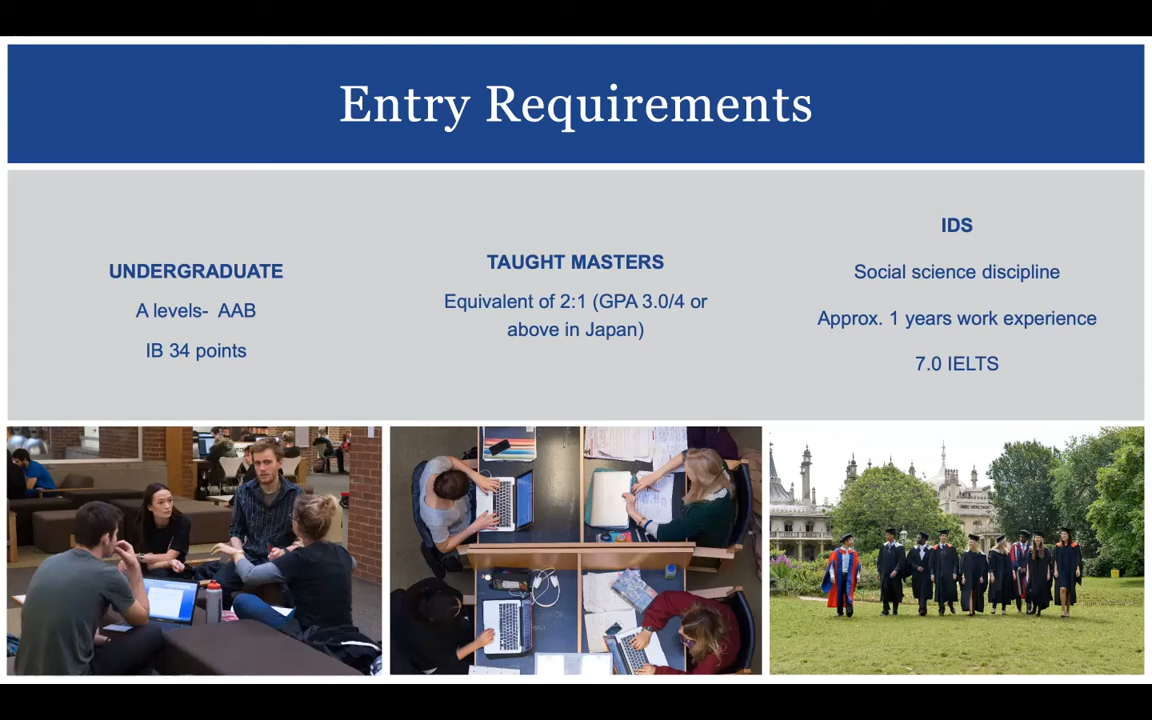 Entry Requirements
UNDERGRADUATE
A levels-  AAB
IB 34 points
TAUGHT MASTERS
Equivalent of 2:1 (GPA 3.0/4 or
above in Japan)
IDS
Social science discipline
Approx. 1 years work experience
7.0 IELTS